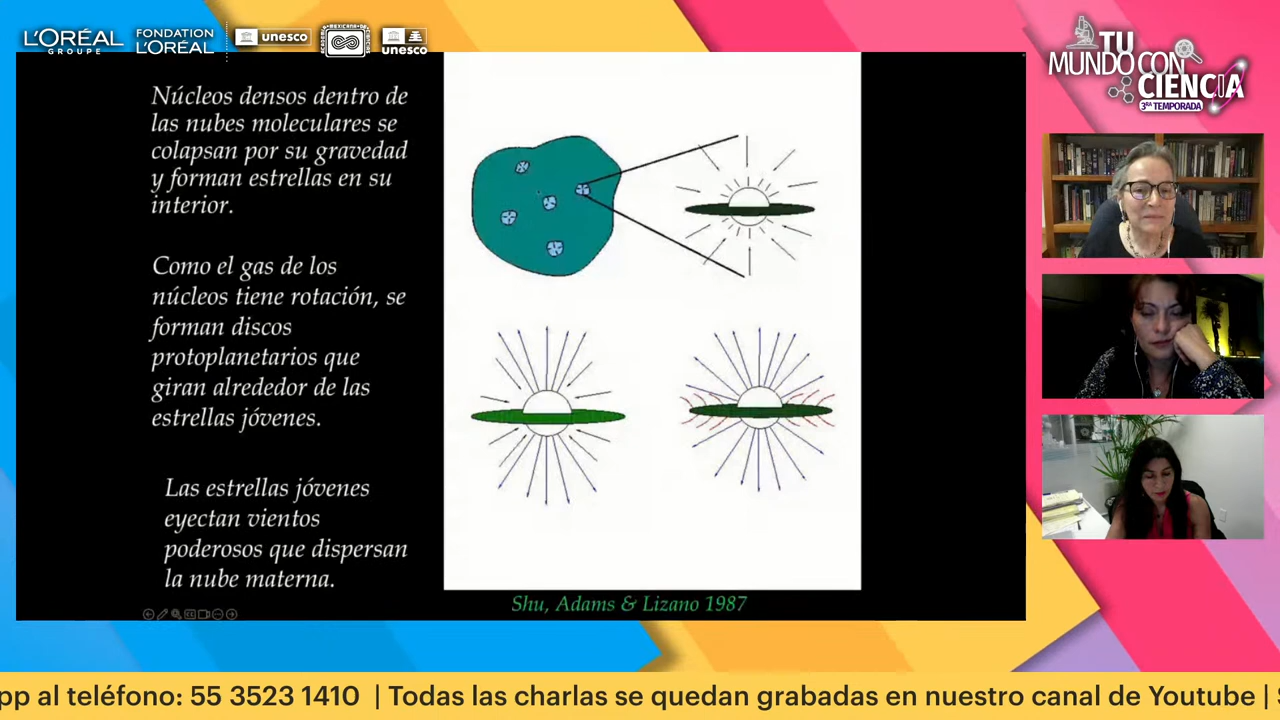 L'ORÉAL
GROUPE
FONDATION
L'ORÉAL
unesco
unesco
TU
MUNDO CON
CIENCIA
3RA TEMPORADA
Núcleos densos dentro de
las nubes moleculares se
colapsan por su gravedad
y forman estrellas en su
interior.
Como el gas de los
núcleos tiene rotación, se
forman discos
protoplanetarios que
giran alrededor de las
estrellas jóvenes.
Las estrellas jóvenes
eyectan vientos
poderosos que dispersan
la nube materna.
Shu, Adams & Lizano 1987
pp al teléfono: 55 3523 1410 | Todas las charlas se quedan grabadas en nuestro canal de Youtube |